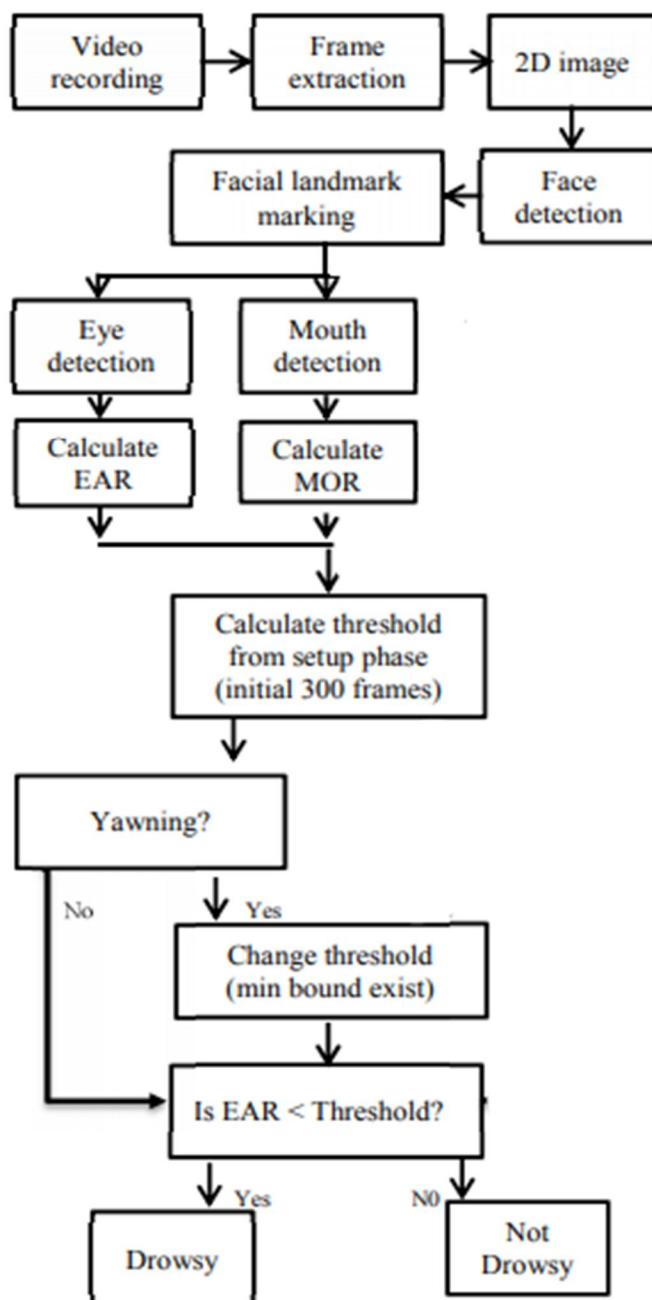 Video
recording
Frame
extraction
2D image
Facial landmark
marking
Face
detection
Eye
detection
Mouth
detection
Calculate
EAR
Calculate
MOR
Calculate threshold
from setup phase
(initial 300 frames)
Yawning?
No
Yes
Change threshold
(min bound exist)
Is EAR < Threshold?
Yes
N0
Drowsy
Not
Drowsy